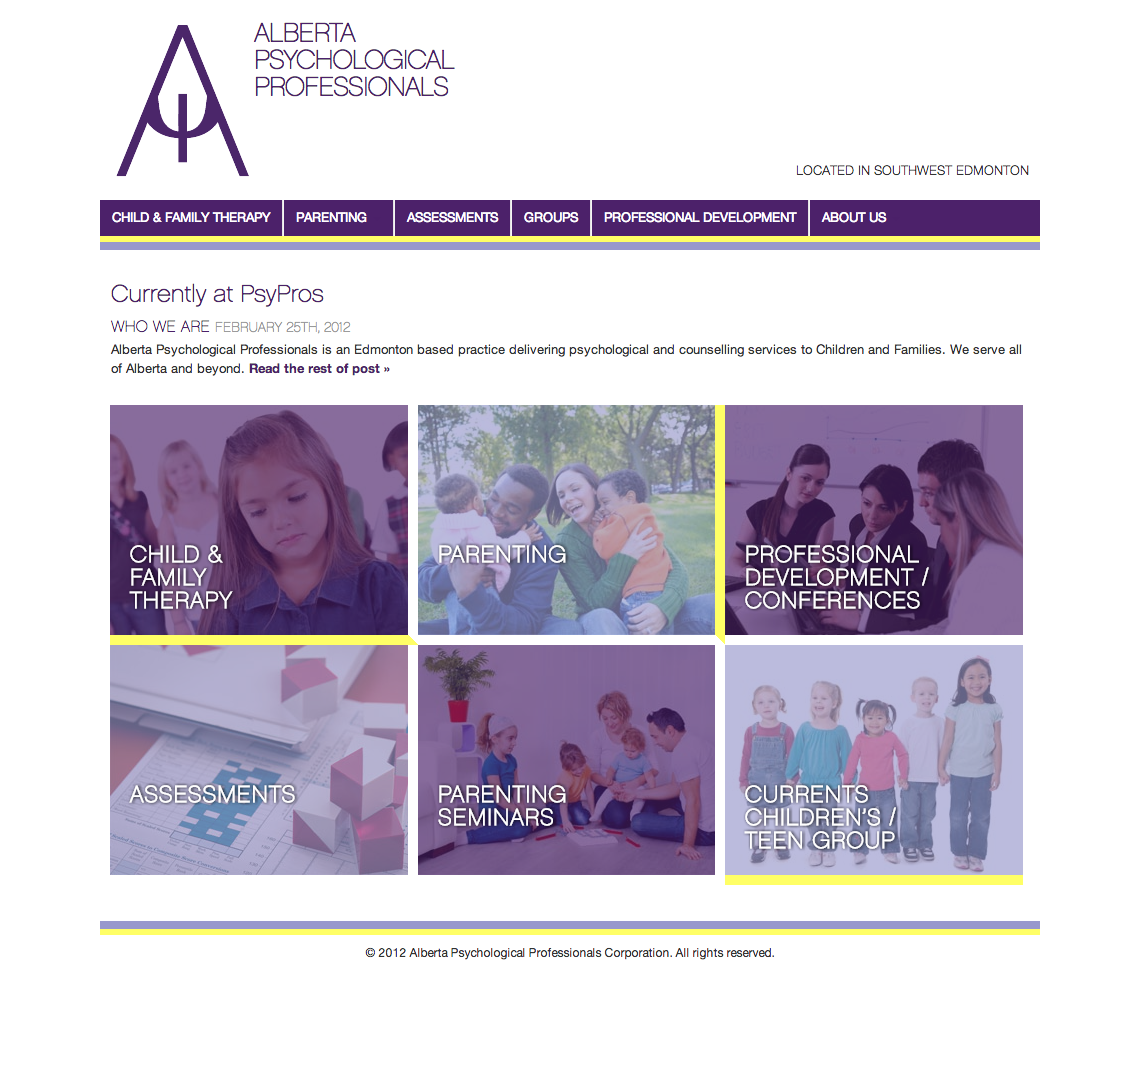 ALBERTA
PSYCHOLOGICAL
PROFESSIONALS
LOCATED IN SOUTHWEST EDMONTON
CHILD & FAMILY THERAPY PARENTING ASSESSMENTS GROUPS PROFESSIONAL DEVELOPMENT ABOUT US
Currently at PsyPros
WHO WE ARE FEBRUARY 25TH, 2012
Alberta Psychological Professionals is an Edmonton based practice delivering psychological and counselling services to Children and Families. We serve all
of Alberta and beyond. Read the rest of post »
CHILD &
FAMILY
THERAPY
PARENTING
PROFESSIONAL
DEVELOPMENT /
CONFERENCES
ASSESSMENTS
PARENTING
SEMINARS
CURRENTS
CHILDREN'S /
TEEN GROUP
© 2012 Alberta Psychological Professionals Corporation. All rights reserved.